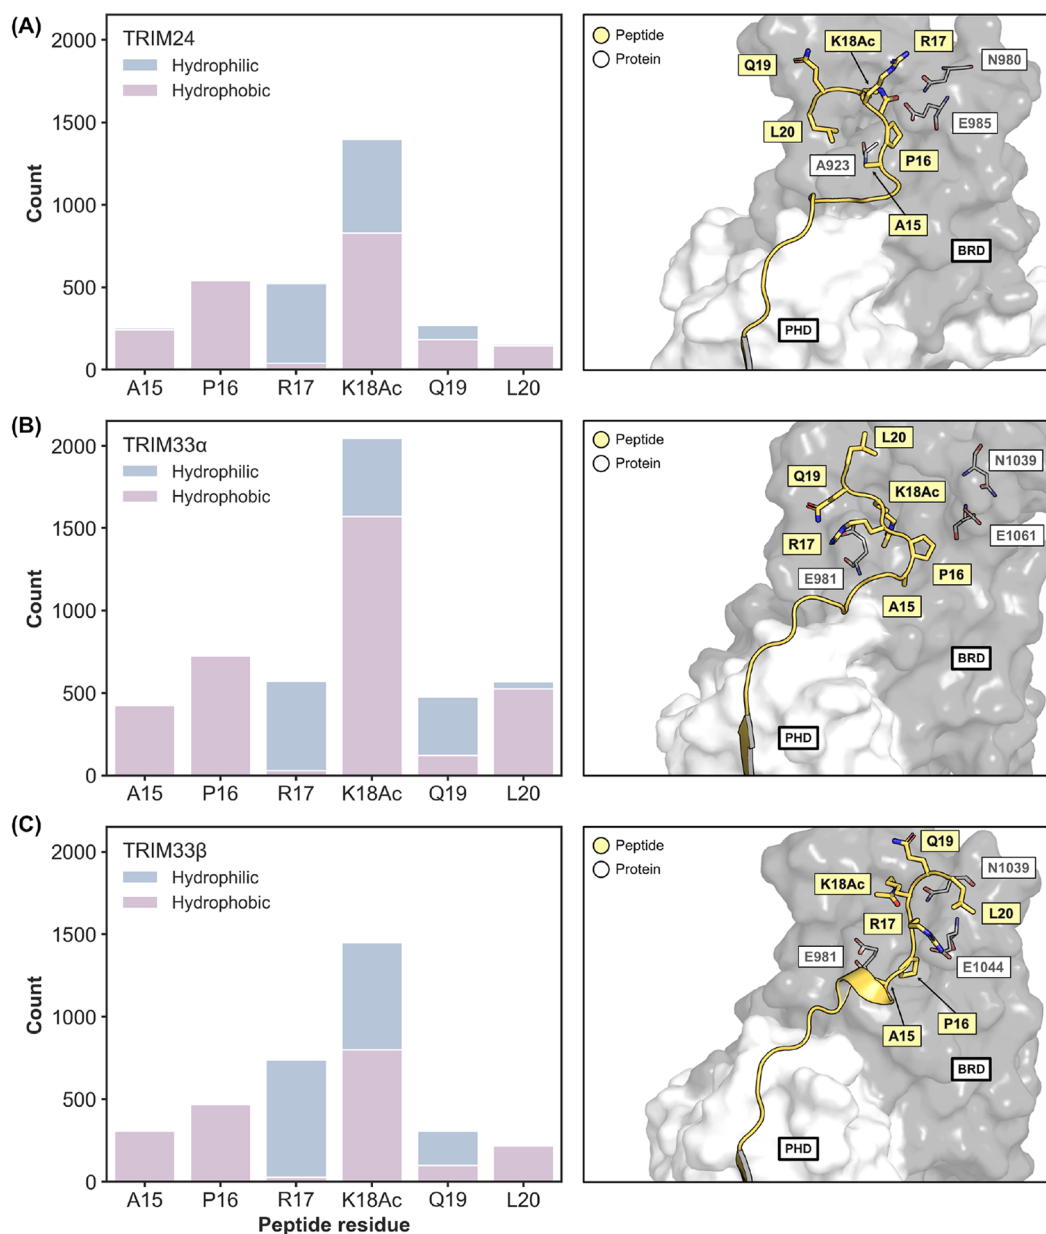 (A)
TRIM24
Hydrophilic
Hydrophobic
Count
2000
1500
1000
500
0
A15 P16 R17 K18Ac Q19 L20
Peptide
Protein
K18Ac
R17
Q19
N980
L20
E985
A923
P16
A15
BRD
PHD
(B)
TRIM33α
Hydrophilic
Hydrophobic
Count
2000
1500
1000
500
0
A15 P16 R17 K18Ac Q19 L20
Peptide
Protein
L20
N1039
Q19
K18Ac
R17
E1061
E981
P16
A15
BRD
PHD
(C)
TRIM33β
Hydrophilic
Hydrophobic
Count
2000
1500
1000
500
0
A15 P16 R17 K18Ac Q19 L20
Peptide residue
Peptide
Protein
Q19
N1039
K18Ac
L20
R17
E981
E1044
A15
P16
BRD
PHD